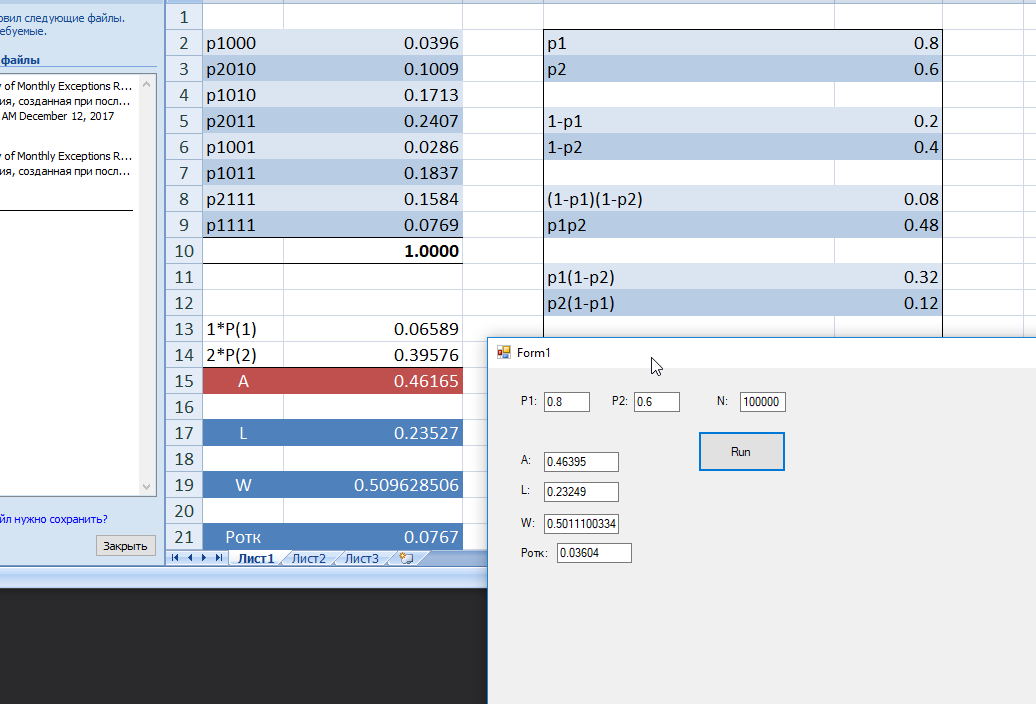 овил следующие файлы.
ебуемые.
файлы
of Monthly Exceptions R...
ия, созданная при посл...
AM December 12, 2017
of Monthly Exceptions R...
ия, созданная при посл...
йл нужно сохранить?
Закрыть
1
2 p1000 0.0396 p1 0.8
3 p2010 0.1009 p2 0.6
4 p1010 0.1713
5 p2011 0.2407 1-p1 0.2
6 p1001 0.0286 1-p2 0.4
7 p1011 0.1837
8 p2111 0.1584 (1-p1)(1-p2) 0.08
9 p1111 0.0769 p1p2 0.48
10 1.0000
11 p1(1-p2) 0.32
12 p2(1-p1) 0.12
13 1*P(1) 0.06589
14 2*P(2) 0.39576
15 A 0.46165
16
17 L 0.23527
18
19 W 0.509628506
20
21 Pотк 0.0767
Лист1 Лист2 Лист3
Form1
P1: 0.8 P2: 0.6 N: 100000
Run
A: 0.46395
L: 0.23249
W: 0.5011100334
Pотк: 0.03604